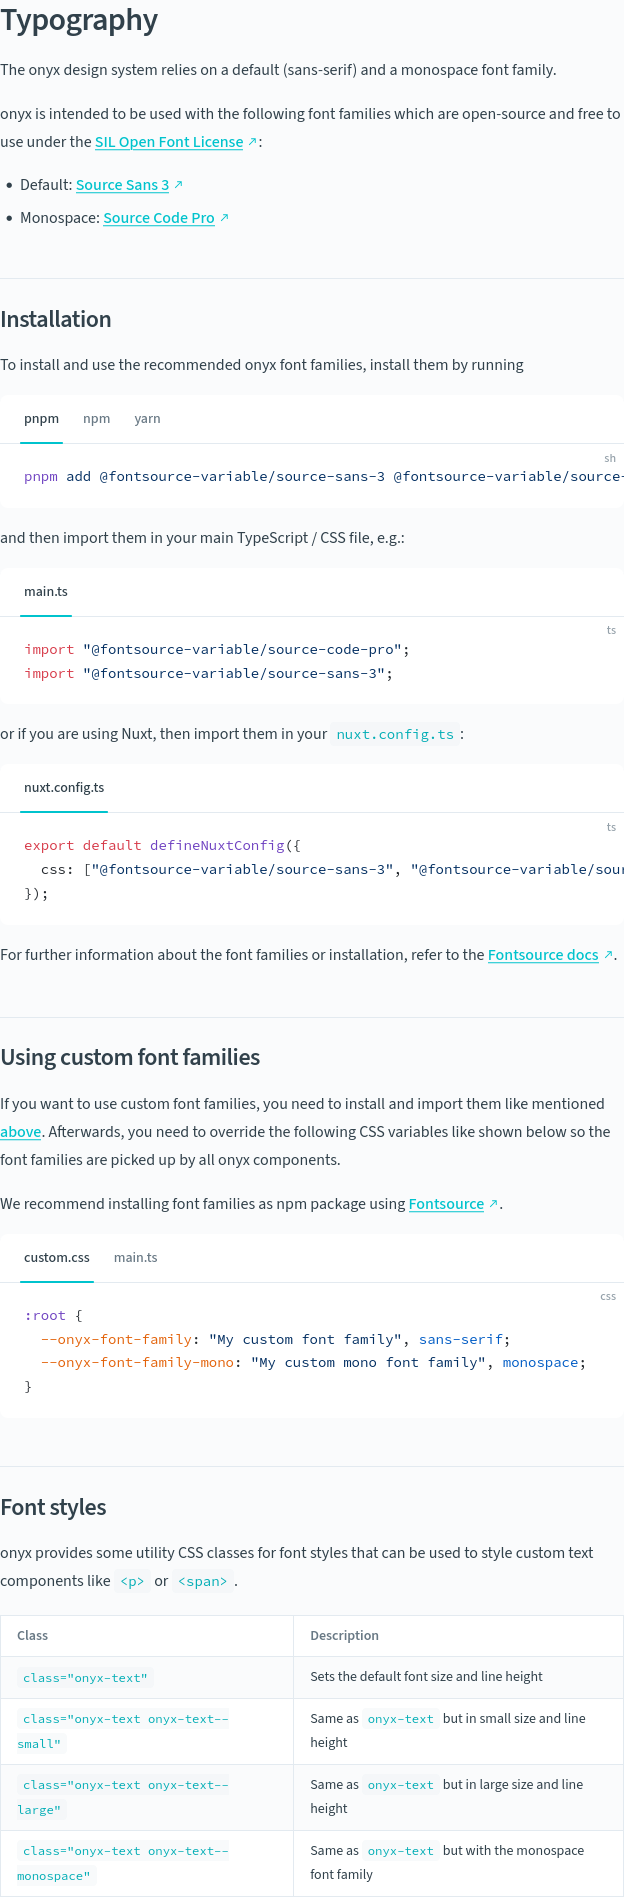 Typography
The onyx design system relies on a default (sans-serif) and a monospace font family.
onyx is intended to be used with the following font families which are open-source and free to
use under the SIL Open Font License ↗:
• Default: Source Sans 3 ↗
• Monospace: Source Code Pro ↗
Installation
To install and use the recommended onyx font families, install them by running
pnpm npm yarn
sh
pnpm add @fontsource-variable/source-sans-3 @fontsource-variable/source-
and then import them in your main TypeScript / CSS file, e.g.:
main.ts
ts
import "@fontsource-variable/source-code-pro";
import "@fontsource-variable/source-sans-3";
or if you are using Nuxt, then import them in your nuxt.config.ts :
nuxt.config.ts
ts
export default defineNuxtConfig({
  css: ["@fontsource-variable/source-sans-3", "@fontsource-variable/sour
});
For further information about the font families or installation, refer to the Fontsource docs ↗.
Using custom font families
If you want to use custom font families, you need to install and import them like mentioned
above. Afterwards, you need to override the following CSS variables like shown below so the
font families are picked up by all onyx components.
We recommend installing font families as npm package using Fontsource ↗.
custom.css main.ts
css
:root {
  --onyx-font-family: "My custom font family", sans-serif;
  --onyx-font-family-mono: "My custom mono font family", monospace;
}
Font styles
onyx provides some utility CSS classes for font styles that can be used to style custom text
components like <p> or <span> .
Class Description
class="onyx-text" Sets the default font size and line height
class="onyx-text onyx-text-- Same as onyx-text but in small size and line
small" height
class="onyx-text onyx-text-- Same as onyx-text but in large size and line
large" height
class="onyx-text onyx-text-- Same as onyx-text but with the monospace
monospace" font family